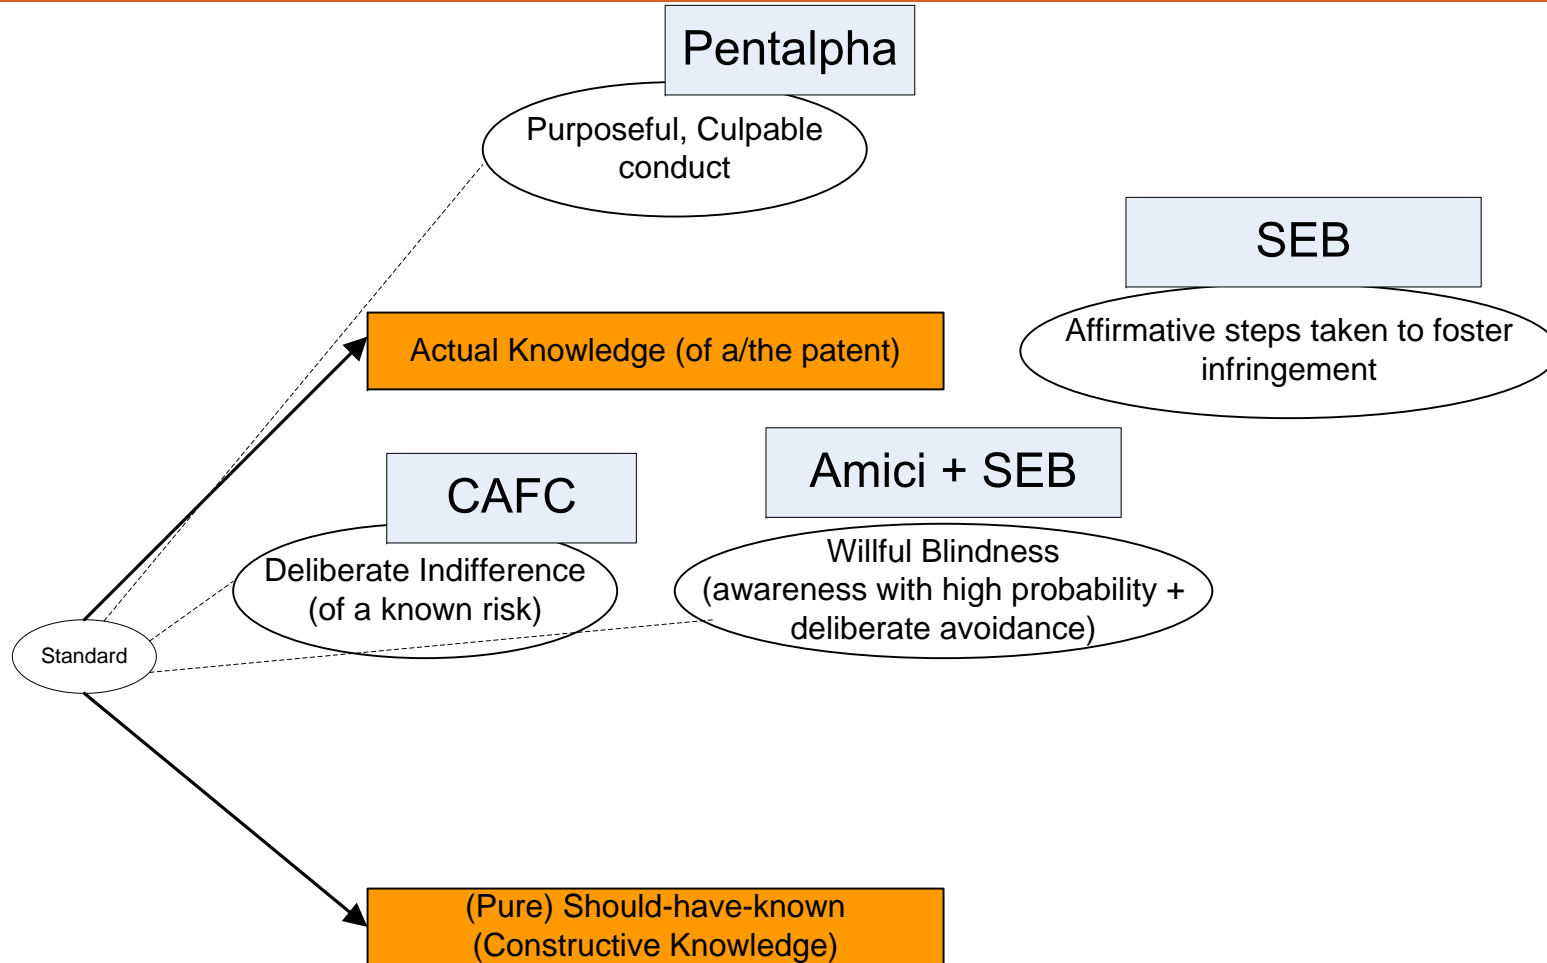 Pentalpha
Purposeful, Culpable
conduct
SEB
Affirmative steps taken to foster
infringement
Actual Knowledge (of a/the patent)
CAFC
Deliberate Indifference
(of a known risk)
Amici + SEB
Willful Blindness
(awareness with high probability +
deliberate avoidance)
Standard
(Pure) Should-have-known
(Constructive Knowledge)